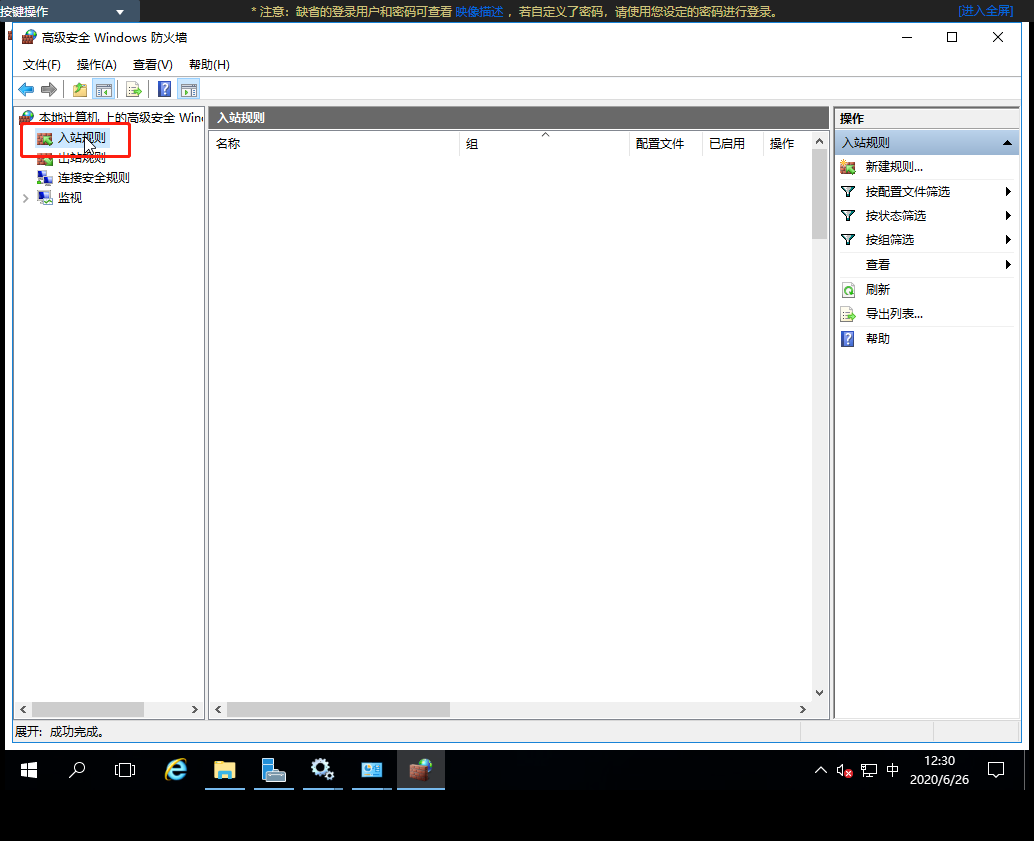 按键操作
* 注意：缺省的登录用户和密码可查看 映像描述 ，若自定义了密码，请使用您设定的密码进行登录。
[进入全屏]
高级安全 Windows 防火墙
文件(F) 操作(A) 查看(V) 帮助(H)
本地计算机 上的高级安全 Wind
入站规则
出站规则
连接安全规则
监视
入站规则
名称 组 配置文件 已启用 操作
操作
入站规则
新建规则...
按配置文件筛选
按状态筛选
按组筛选
查看
刷新
导出列表...
帮助
展开: 成功完成。
中
12:30
2020/6/26